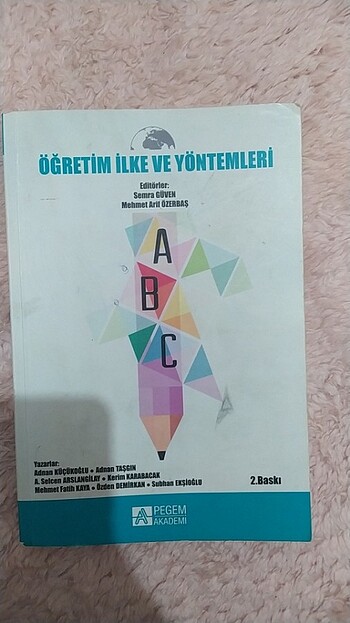 ÖĞRETİM İLKE VE YÖNTEMLERİ
Editörler:
Semra GÜVEN
Mehmet Arif ÖZERBAŞ
A
B
C
Yazarlar:
Adnan KÜÇÜKOĞLU ● Adnan TAŞGIN
A. Selcen ARSLANGİLAY ● Kerim KARABACAK
Mehmet Fatih KAYA ● Özden DEMİRKAN ● Subhan EKŞİOĞLU
2.Baskı
PEGEM
AKADEMİ